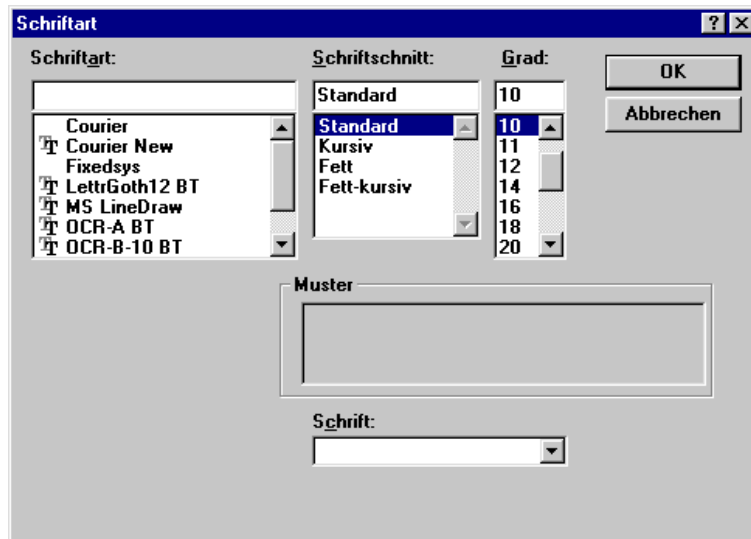 Schriftart
Schriftart:
Schriftschnitt:
Grad:
OK
Standard
10
Abbrechen
Courier
Courier New
Fixedsys
LettrGoth12 BT
MS LineDraw
OCR-A BT
OCR-B-10 BT
Standard
Kursiv
Fett
Fett-kursiv
10
11
12
14
16
18
20
Muster
Schrift: